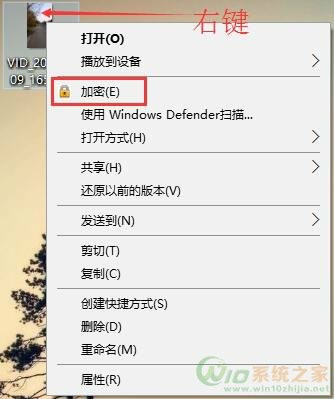 右键
VID_20
09_163
打开(O)
播放到设备
加密(E)
使用 Windows Defender扫描...
打开方式(H)
共享(H)
还原以前的版本(V)
发送到(N)
剪切(T)
复制(C)
创建快捷方式(S)
删除(D)
重命名(M)
属性(R)
Win10系统之家
www.win10zhijia.net